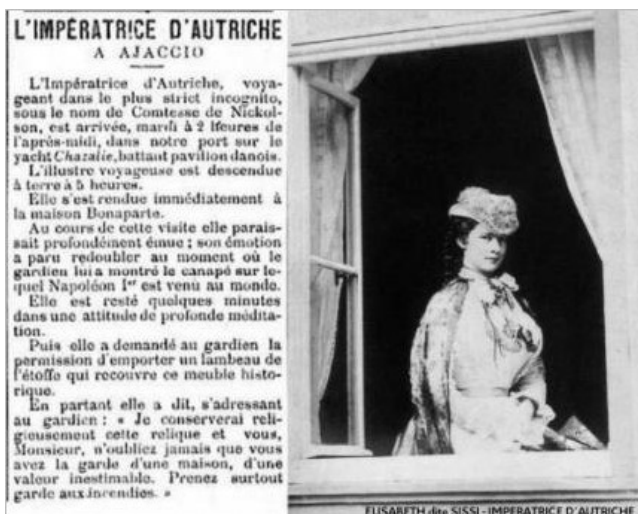 L'IMPÉRATRICE D'AUTRICHE
A AJACCIO
L'Impératrice d'Autriche, voya-
geant dans le plus strict incognito,
sous le nom de Comtesse de Nickol-
son, est arrivée, mardi à 2 heures de
l'après-midi, dans notre port sur le
yacht Chazalie, battant pavillon danois.
L'illustre voyageuse est descendue
à terre à 5 heures.
Elle s'est rendue immédiatement à
la maison Bonaparte.
Au cours de cette visite elle parais-
sait profondément émue ; son émotion
a paru redoubler au moment où le
gardien lui a montré le canapé sur le-
quel Napoléon Ier est venu au monde.
Elle est resté quelques minutes
dans une attitude de profonde médita-
tion.
Puis elle a demandé au gardien la
permission d'emporter un lambeau de
l'étoffe qui recouvre ce meuble histo-
rique.
En partant elle a dit, s'adressant
au gardien : « Je conserverai reli-
gieusement cette relique et vous,
Monsieur, n'oubliez jamais que vous
avez la garde d'une maison, d'une
valeur inestimable. Prenez surtout
garde aux incendies. »
ELISABETH dite SISSI - IMPERATRICE D'AUTRICHE